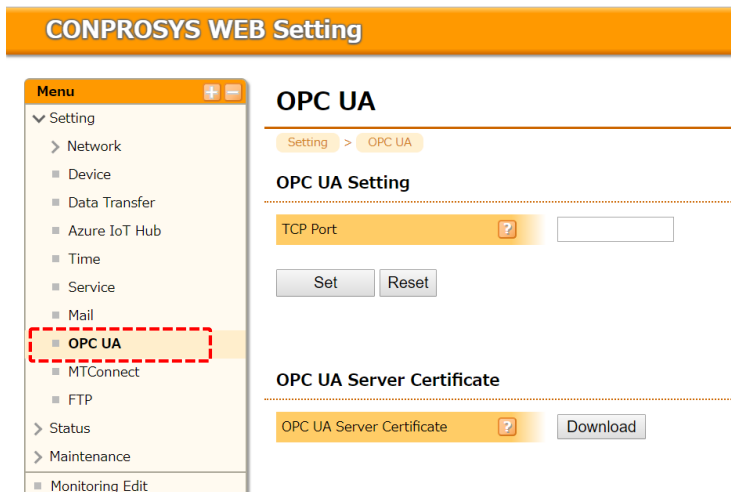 CONPROSYS WEB Setting
Menu
Setting
Network
Device
Data Transfer
Azure IoT Hub
Time
Service
Mail
OPC UA
MTConnect
FTP
Status
Maintenance
Monitoring Edit
OPC UA
Setting > OPC UA
OPC UA Setting
TCP Port ?
Set Reset
OPC UA Server Certificate
OPC UA Server Certificate ? Download